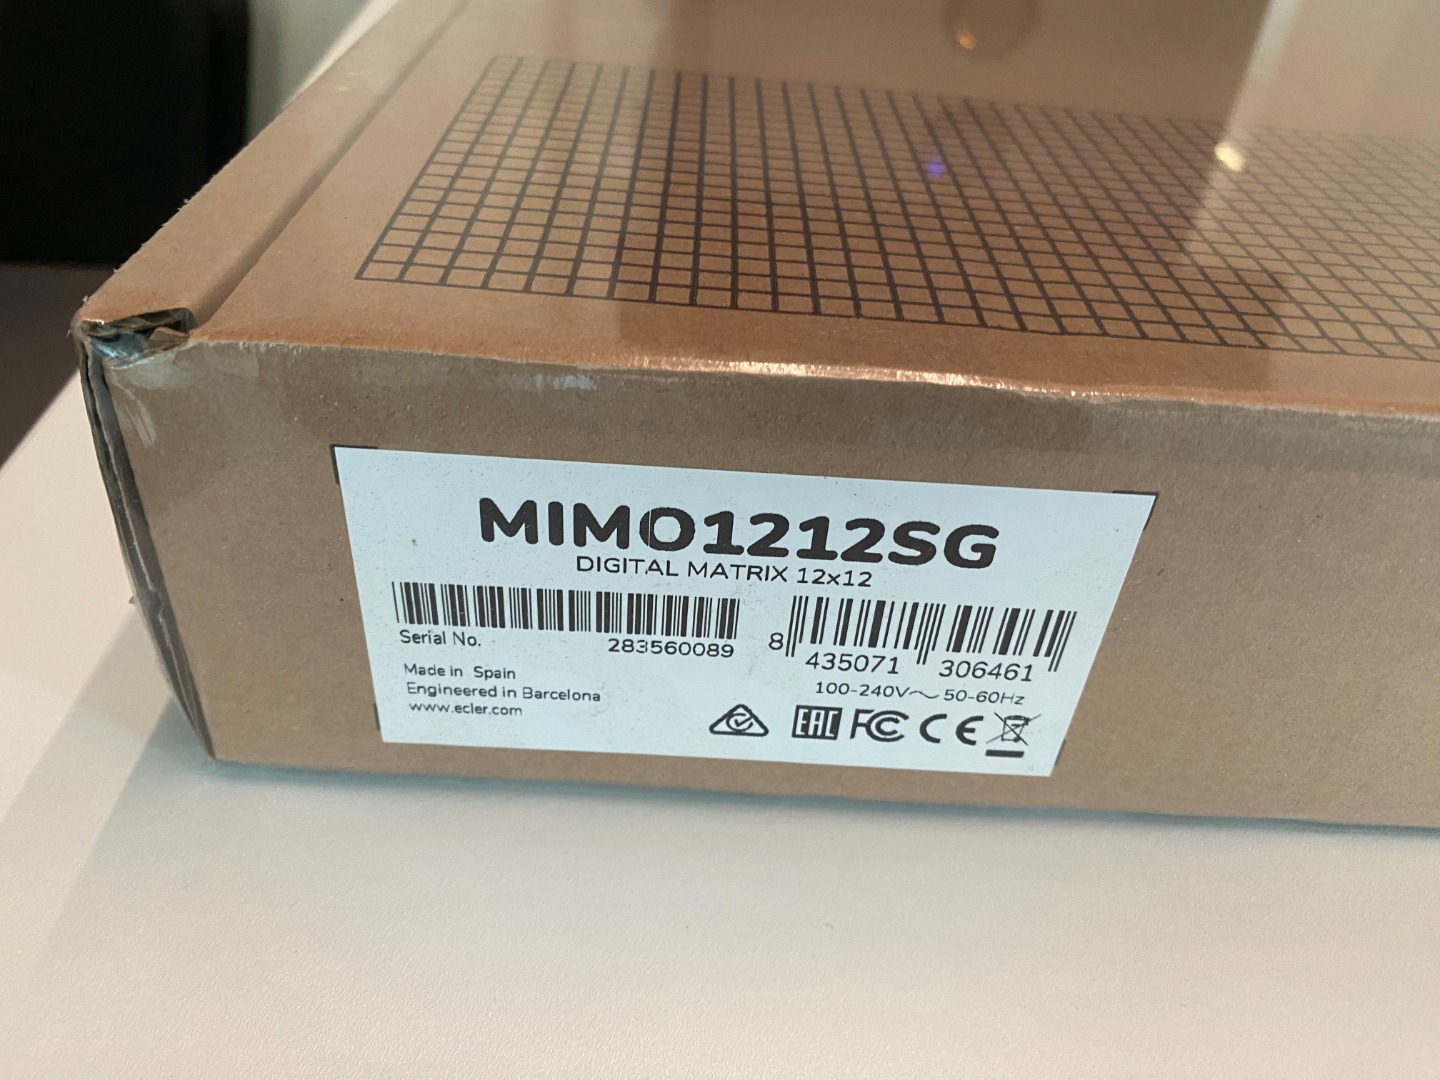 MIMO1212SG
DIGITAL MATRIX 12x12
Serial No.
283560089
8 435071 306461
Made in Spain
Engineered in Barcelona
www.ecler.com
100-240V～ 50-60Hz
EAC FC CE